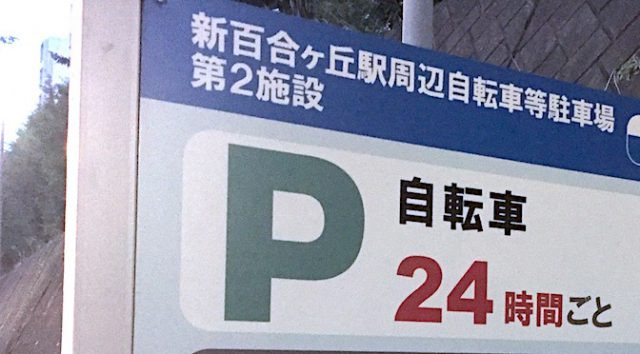 新百合ヶ丘駅周辺自転車等駐車場
第2施設
P
自転車
24時間ごと